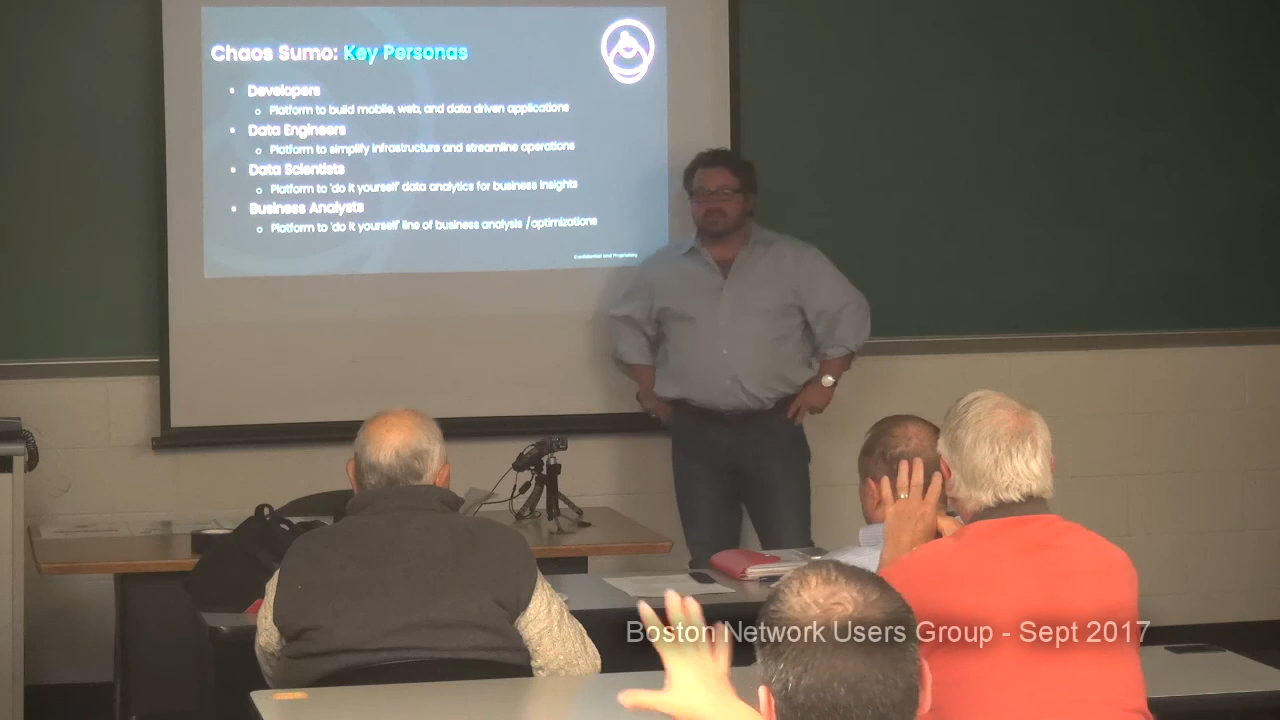 Chaos Sumo: Key Personas
• Developers
o Platform to build mobile, web, and data driven applications
• Data Engineers
o Platform to simplify infrastructure and streamline operations
• Data Scientists
o Platform to 'do it yourself' data analytics for business insights
• Business Analysts
o Platform to 'do it yourself' line of business analysis / optimizations
Confidential and Proprietary
Boston Network Users Group - Sept 2017